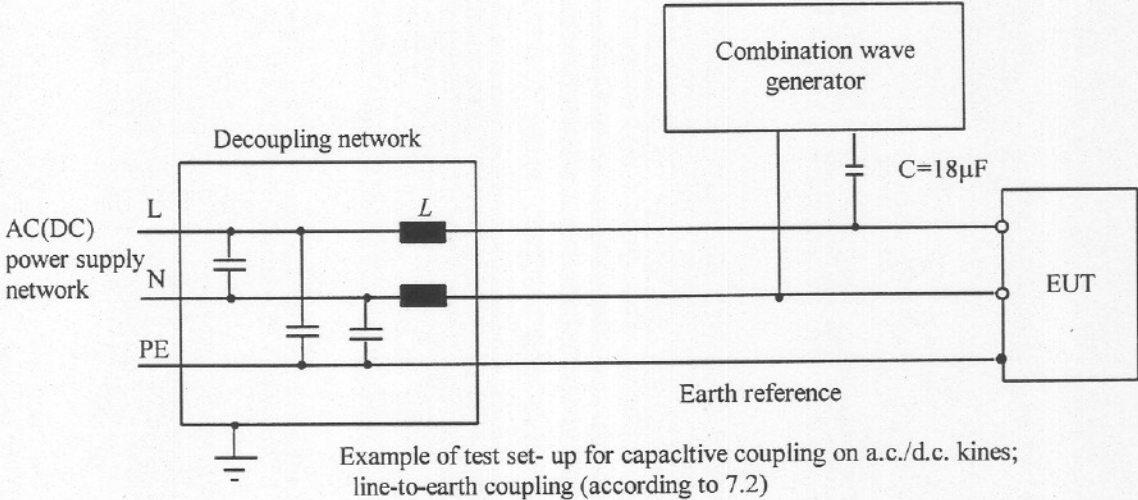 Combination wave
generator
Decoupling network
C=18μF
L
L
AC(DC)
power supply
network
N
EUT
PE
Earth reference
Example of test set- up for capacltive coupling on a.c./d.c. kines;
line-to-earth coupling (according to 7.2)